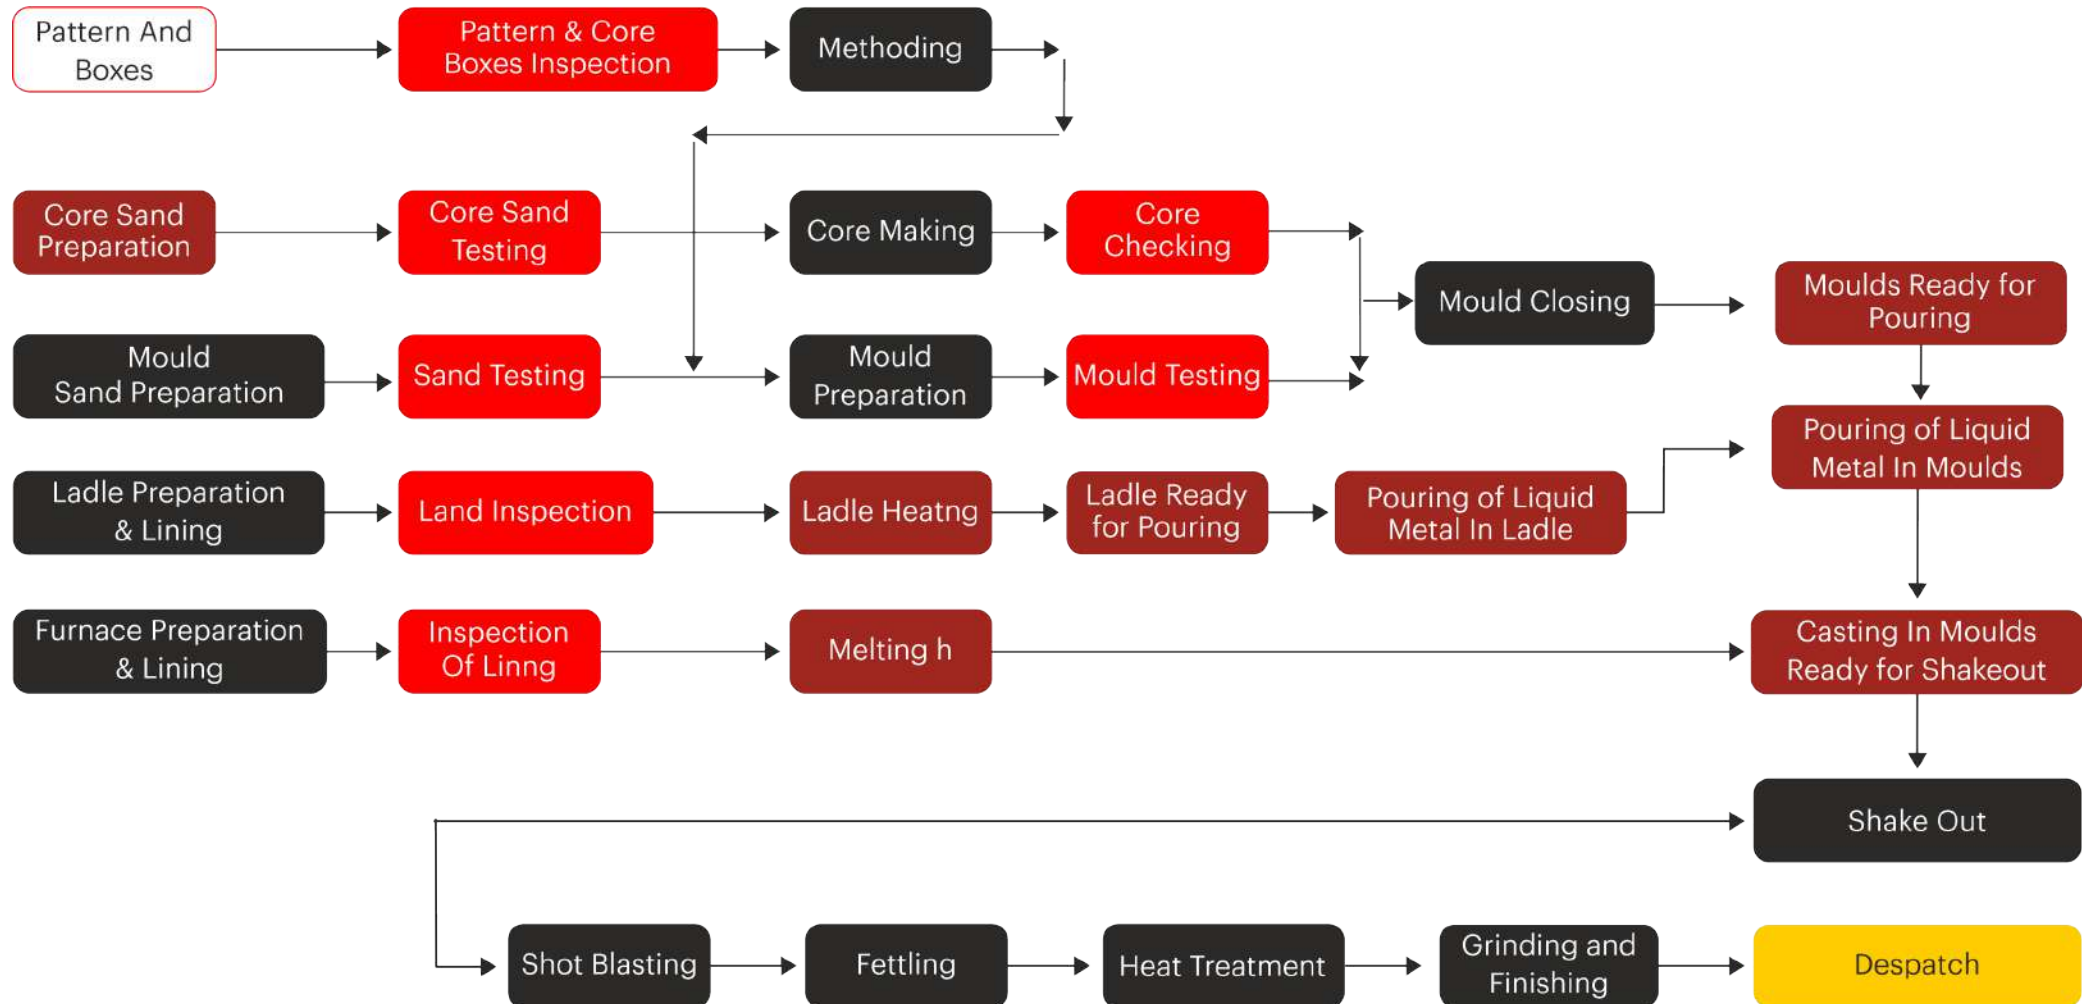 Pattern And
Boxes
Pattern & Core
Boxes Inspection
Methoding
Core Sand
Preparation
Core Sand
Testing
Core Making
Core
Checking
Mould Closing
Moulds Ready for
Pouring
Mould
Sand Preparation
Sand Testing
Mould
Preparation
Mould Testing
Pouring of Liquid
Metal In Moulds
Ladle Preparation
& Lining
Land Inspection
Ladle Heatng
Ladle Ready
for Pouring
Pouring of Liquid
Metal In Ladle
Furnace Preparation
& Lining
Inspection
Of Linng
Melting h
Casting In Moulds
Ready for Shakeout
Shake Out
Shot Blasting
Fettling
Heat Treatment
Grinding and
Finishing
Despatch